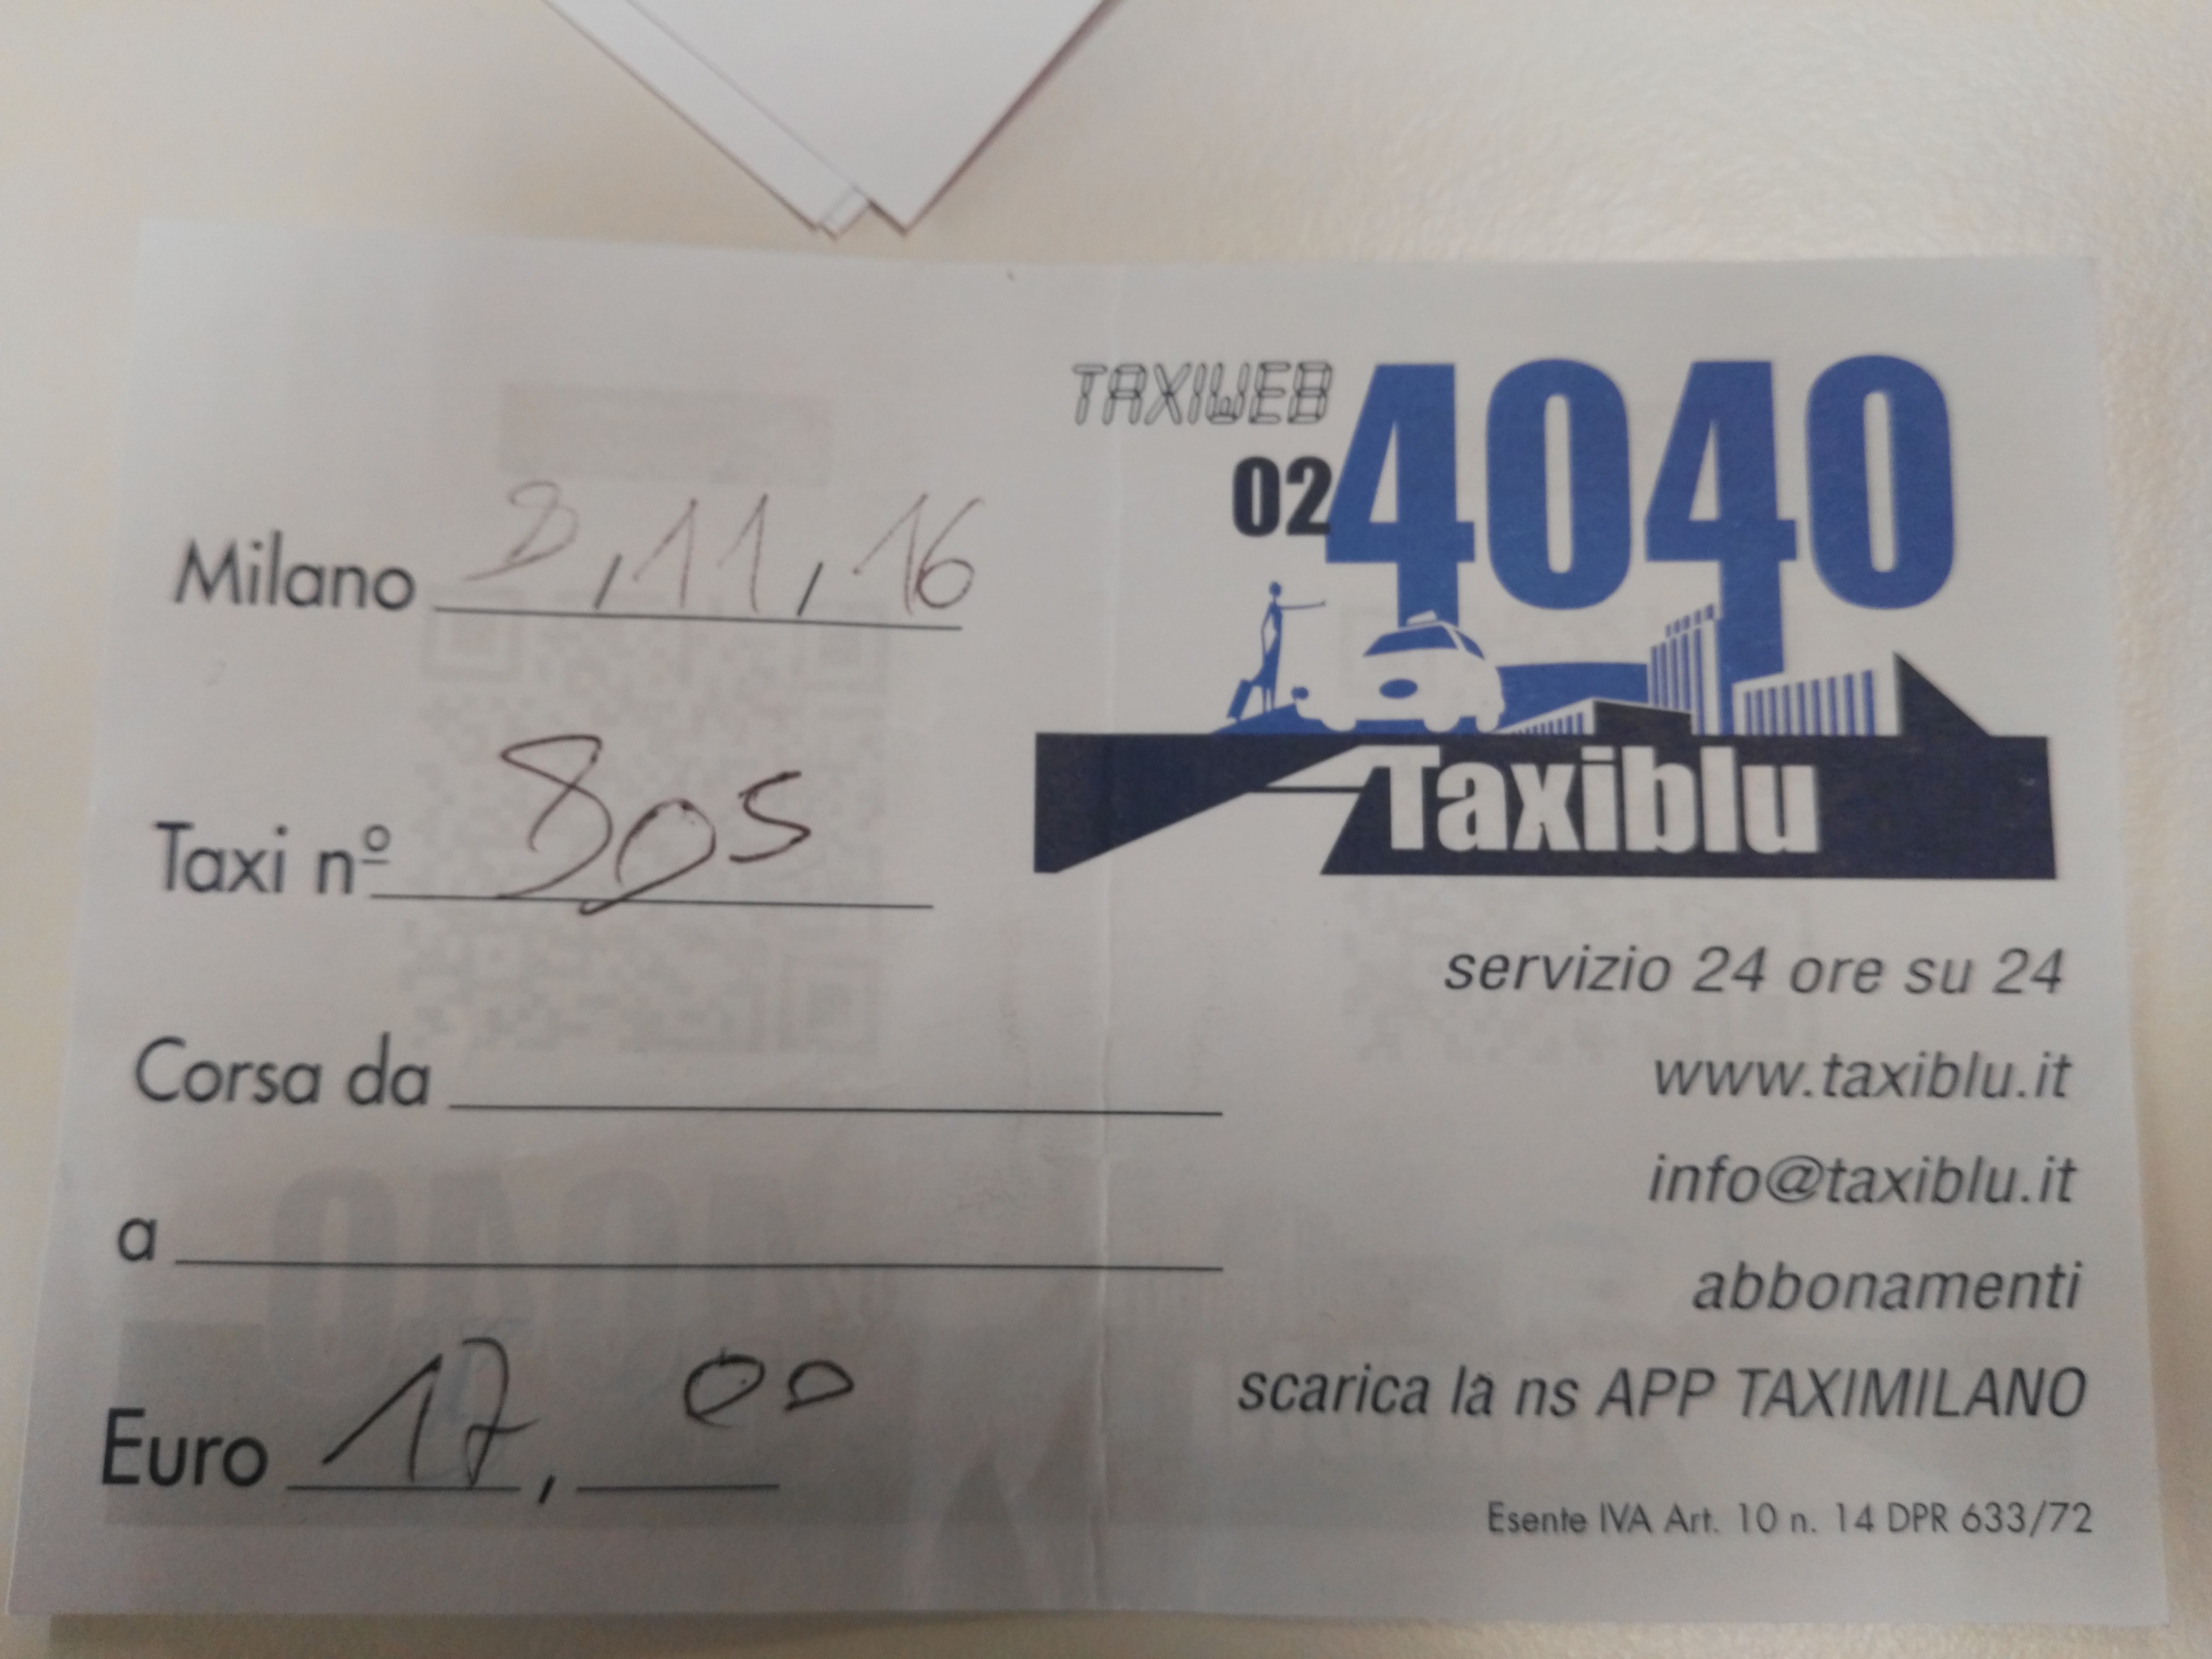 Milano 8, 11, 16
Taxi nº 805
Corsa da
a
Euro 17, 00
TAXIWEB
02 4040
Taxiblu
servizio 24 ore su 24
www.taxiblu.it
info@taxiblu.it
abbonamenti
scarica la ns APP TAXIMILANO
Esente IVA Art. 10 n. 14 DPR 633/72